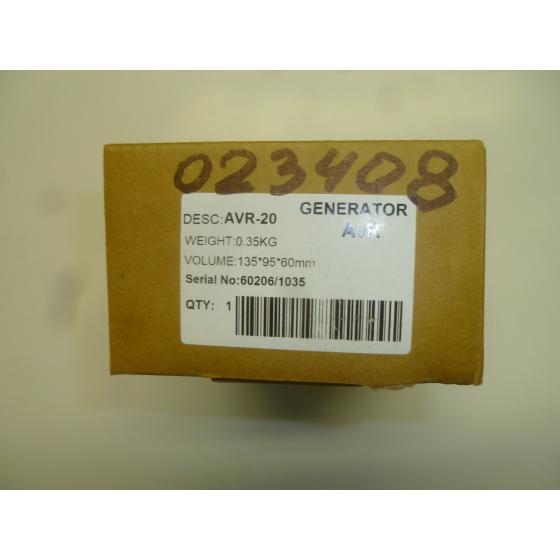 023408
DESC:AVR-20 GENERATOR
AVR
WEIGHT:0.35KG
VOLUME:135*95*60mm
Serial No:60206/1035
QTY: 1